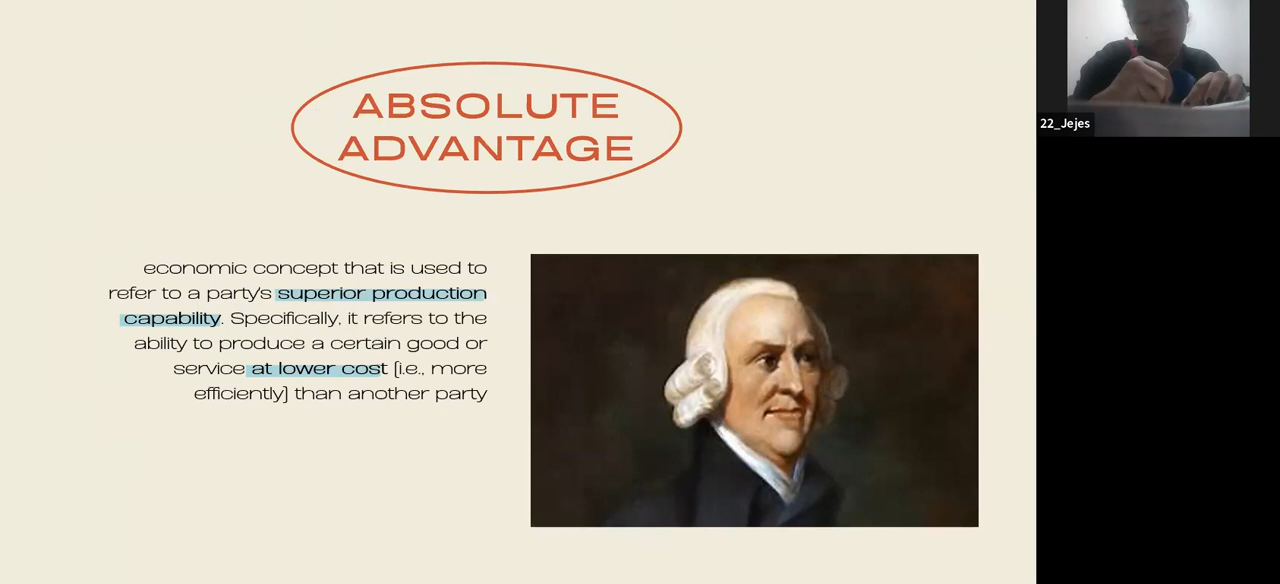 ABSOLUTE
ADVANTAGE
economic concept that is used to
refer to a party's superior production
capability. Specifically, it refers to the
ability to produce a certain good or
service at lower cost (i.e., more
efficiently) than another party
22_Jejes